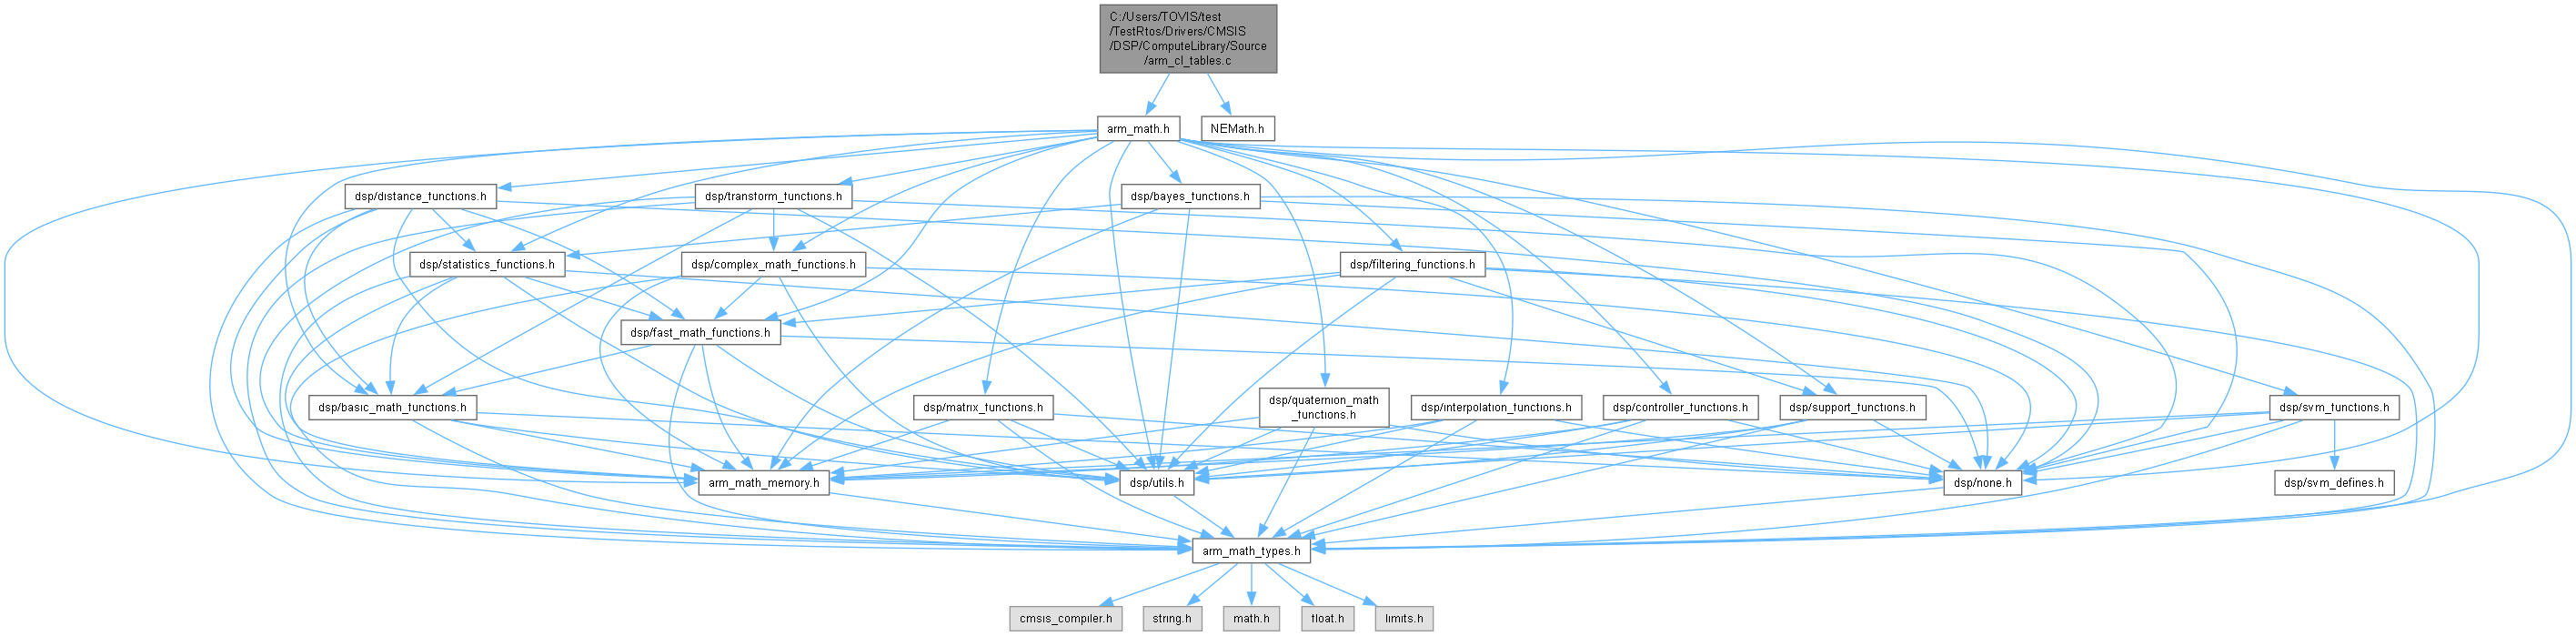 C:/Users/TOVIS/test
/TestRtos/Drivers/CMSIS
/DSP/ComputeLibrary/Source
/arm_cl_tables.c
arm_math.h
NEMath.h
dsp/distance_functions.h
dsp/transform_functions.h
dsp/bayes_functions.h
dsp/statistics_functions.h
dsp/complex_math_functions.h
dsp/filtering_functions.h
dsp/fast_math_functions.h
dsp/basic_math_functions.h
dsp/matrix_functions.h
dsp/quaternion_math
_functions.h
dsp/interpolation_functions.h
dsp/controller_functions.h
dsp/support_functions.h
dsp/svm_functions.h
arm_math_memory.h
dsp/utils.h
dsp/none.h
dsp/svm_defines.h
arm_math_types.h
cmsis_compiler.h
string.h
math.h
float.h
limits.h